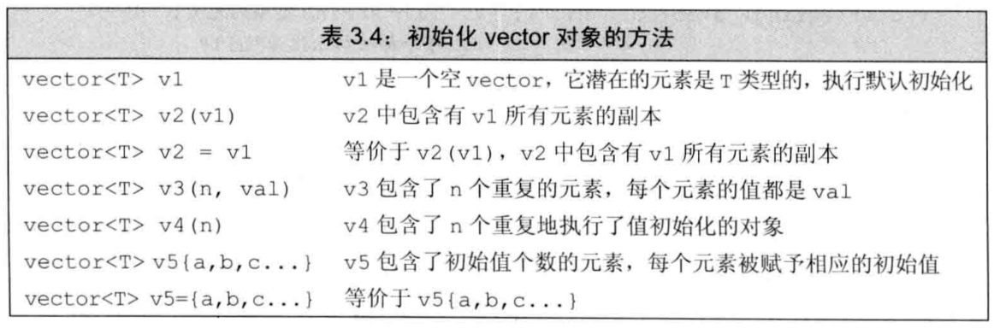 表 3.4：初始化 vector 对象的方法
vector<T> v1 v1 是一个空 vector，它潜在的元素是 T 类型的，执行默认初始化
vector<T> v2(v1) v2 中包含有 v1 所有元素的副本
vector<T> v2 = v1 等价于 v2(v1)，v2 中包含有 v1 所有元素的副本
vector<T> v3(n, val) v3 包含了 n 个重复的元素，每个元素的值都是 val
vector<T> v4(n) v4 包含了 n 个重复地执行了值初始化的对象
vector<T> v5{a,b,c...} v5 包含了初始值个数的元素，每个元素被赋予相应的初始值
vector<T> v5={a,b,c...} 等价于 v5{a,b,c...}